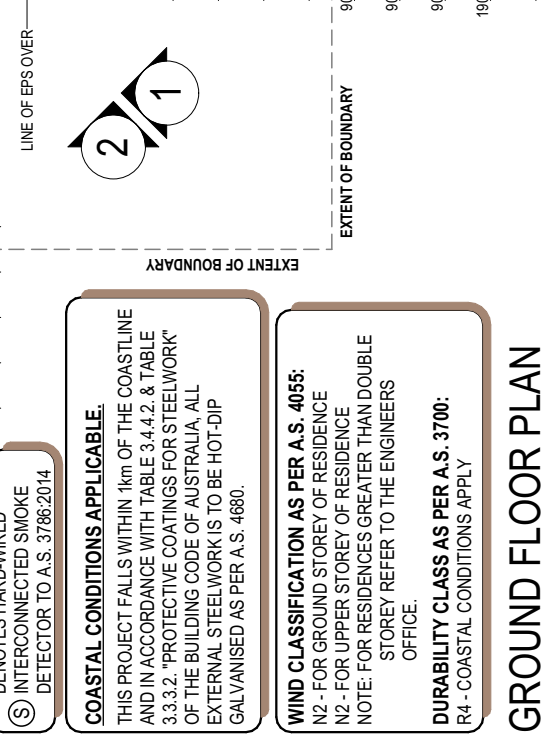 LINE OF EPS OVER
2
1
EXTENT OF BOUNDARY
EXTENT OF BOUNDARY
90
90
90
190
S
INTERCONNECTED SMOKE
DETECTOR TO A.S. 3786:2014
COASTAL CONDITIONS APPLICABLE.
THIS PROJECT FALLS WITHIN 1km OF THE COASTLINE
AND IN ACCORDANCE WITH TABLE 3.4.4.2. & TABLE
3.3.3.2. "PROTECTIVE COATINGS FOR STEELWORK"
OF THE BUILDING CODE OF AUSTRALIA, ALL
EXTERNAL STEELWORK IS TO BE HOT-DIP
GALVANISED AS PER A.S. 4680.
WIND CLASSIFICATION AS PER A.S. 4055:
N2 - FOR GROUND STOREY OF RESIDENCE
N2 - FOR UPPER STOREY OF RESIDENCE
NOTE: FOR RESIDENCES GREATER THAN DOUBLE
STOREY REFER TO THE ENGINEERS
OFFICE.
DURABILITY CLASS AS PER A.S. 3700:
R4 - COASTAL CONDITIONS APPLY
GROUND FLOOR PLAN